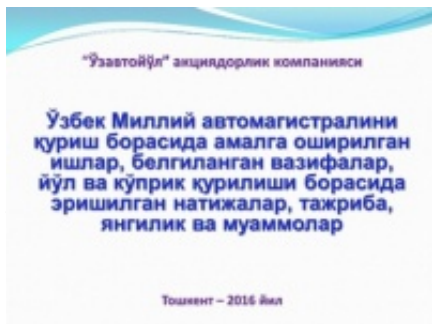 "Ўзавтойўл" акциядорлик компанияси
Ўзбек Миллий автомагистралини
қуриш борасида амалга оширилган
ишлар, белгиланган вазифалар,
йўл ва кўприк қурилиши борасида
эришилган натижалар, тажриба,
янгилик ва муаммолар
Тошкент – 2016 йил